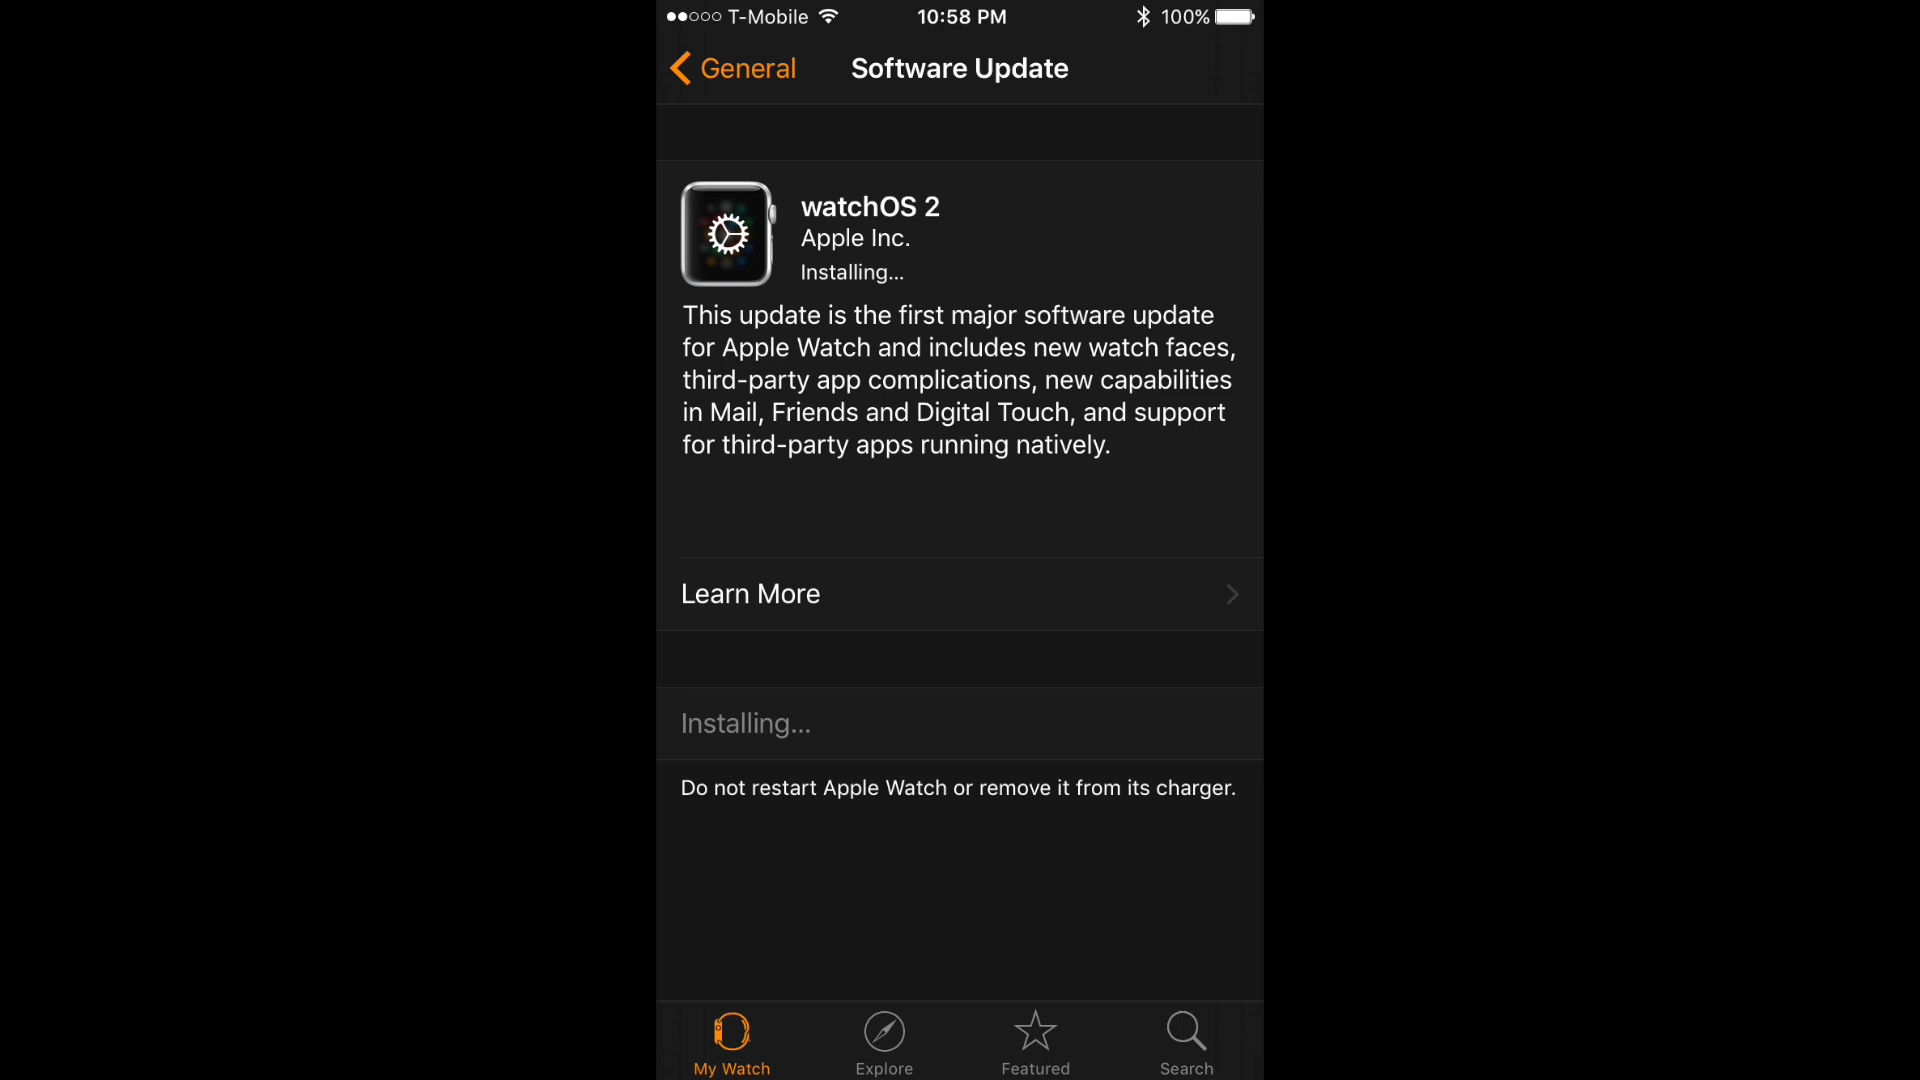 T-Mobile 10:58 PM 100%
General Software Update
watchOS 2
Apple Inc.
Installing...
This update is the first major software update
for Apple Watch and includes new watch faces,
third-party app complications, new capabilities
in Mail, Friends and Digital Touch, and support
for third-party apps running natively.
Learn More
Installing...
Do not restart Apple Watch or remove it from its charger.
My Watch Explore Featured Search